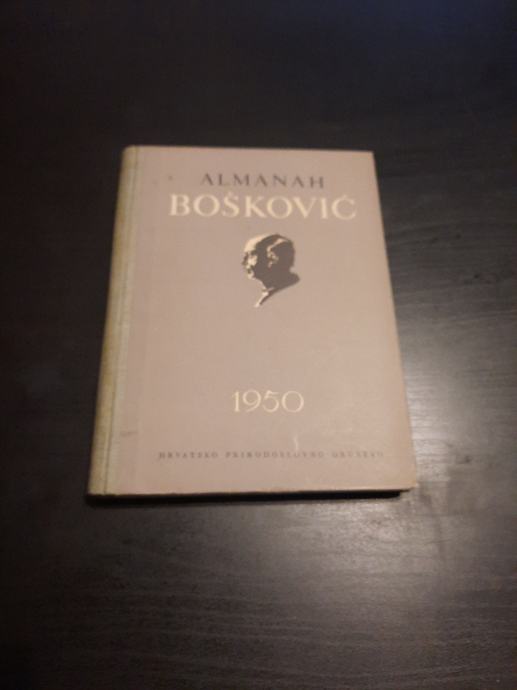 ALMANAH
BOŠKOVIĆ
1950
HRVATSKO PRIRODOSLOVNO DRUŠTVO